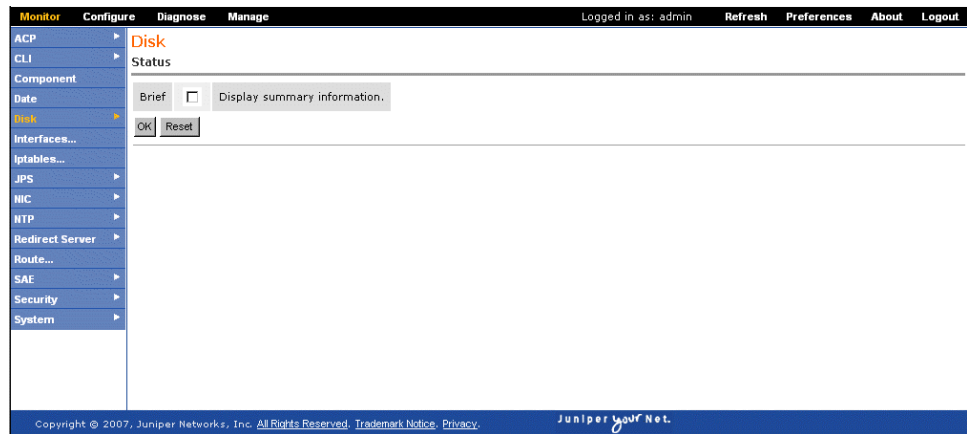 Monitor Configure Diagnose Manage Logged in as: admin Refresh Preferences About Logout
ACP
CLI
Component
Date
Disk
Interfaces...
Iptables...
JPS
NIC
NTP
Redirect Server
Route...
SAE
Security
System
Disk
Status
Brief Display summary information.
OK Reset
Copyright © 2007, Juniper Networks, Inc. All Rights Reserved. Trademark Notice. Privacy.
Juniper your Net.